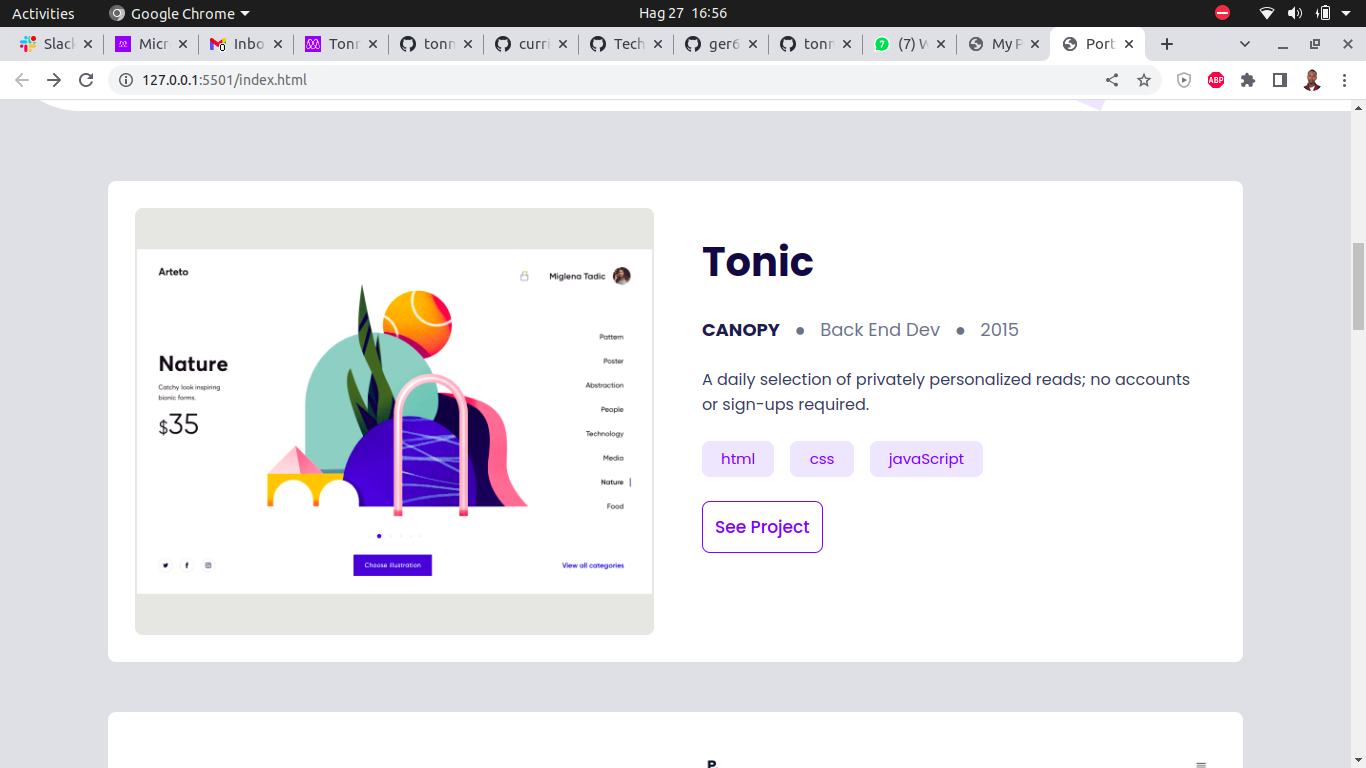 Activities
Google Chrome
Hag 27 16:56
Slac
Micr
Inbo
Tonr
tonn
curri
Tech
ger6
tonn
(7) W
My P
Port
127.0.0.1:5501/index.html
ABP
Arteto
Miglena Tadic
Nature
Catchy look inspiring
bionic forms.
$35
Pattern
Poster
Abstraction
People
Technology
Media
Nature
Food
Choose illustration
View all categories
Tonic
CANOPY ● Back End Dev ● 2015
A daily selection of privately personalized reads; no accounts
or sign-ups required.
html
css
javaScript
See Project